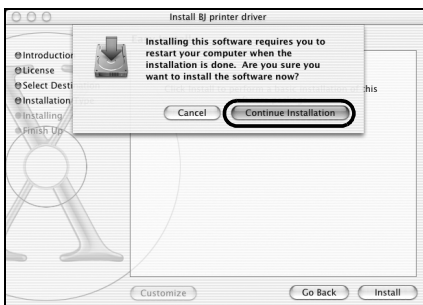 Install BJ printer driver
Installing this software requires you to
restart your computer when the
installation is done. Are you sure you
want to install the software now?
Cancel
Continue Installation
Introduction
License
Select Desti
Installation
Installing
Finish Up
Click Install to perform a basic installation of this
Customize
Go Back
Install